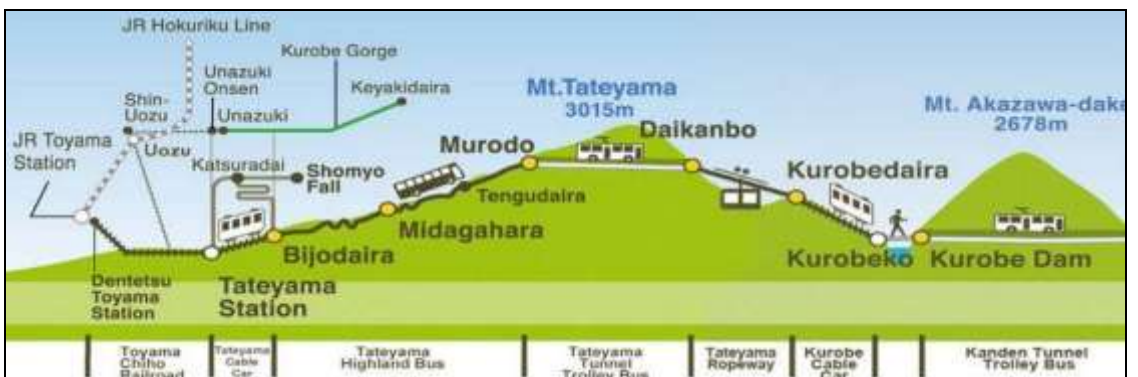 JR Hokuriku Line
Kurobe Gorge
Unazuki
Onsen
Keyakidaira
Shin-
Uozu
Unazuki
JR Toyama
Station
Uozu
Katsuradai
Shomyo
Fall
Mt.Tateyama
3015m
Mt. Akazawa-dake
2678m
Murodo
Daikanbo
Tengudaira
Kurobedaira
Midagahara
Bijodaira
Kurobeko
Kurobe Dam
Dentetsu
Toyama
Station
Tateyama
Station
Toyama
Chiho
Railroad
Tateyama
Cable
Car
Tateyama
Highland Bus
Tateyama
Tunnel
Trolley Bus
Tateyama
Ropeway
Kurobe
Cable
Car
Kanden Tunnel
Trolley Bus